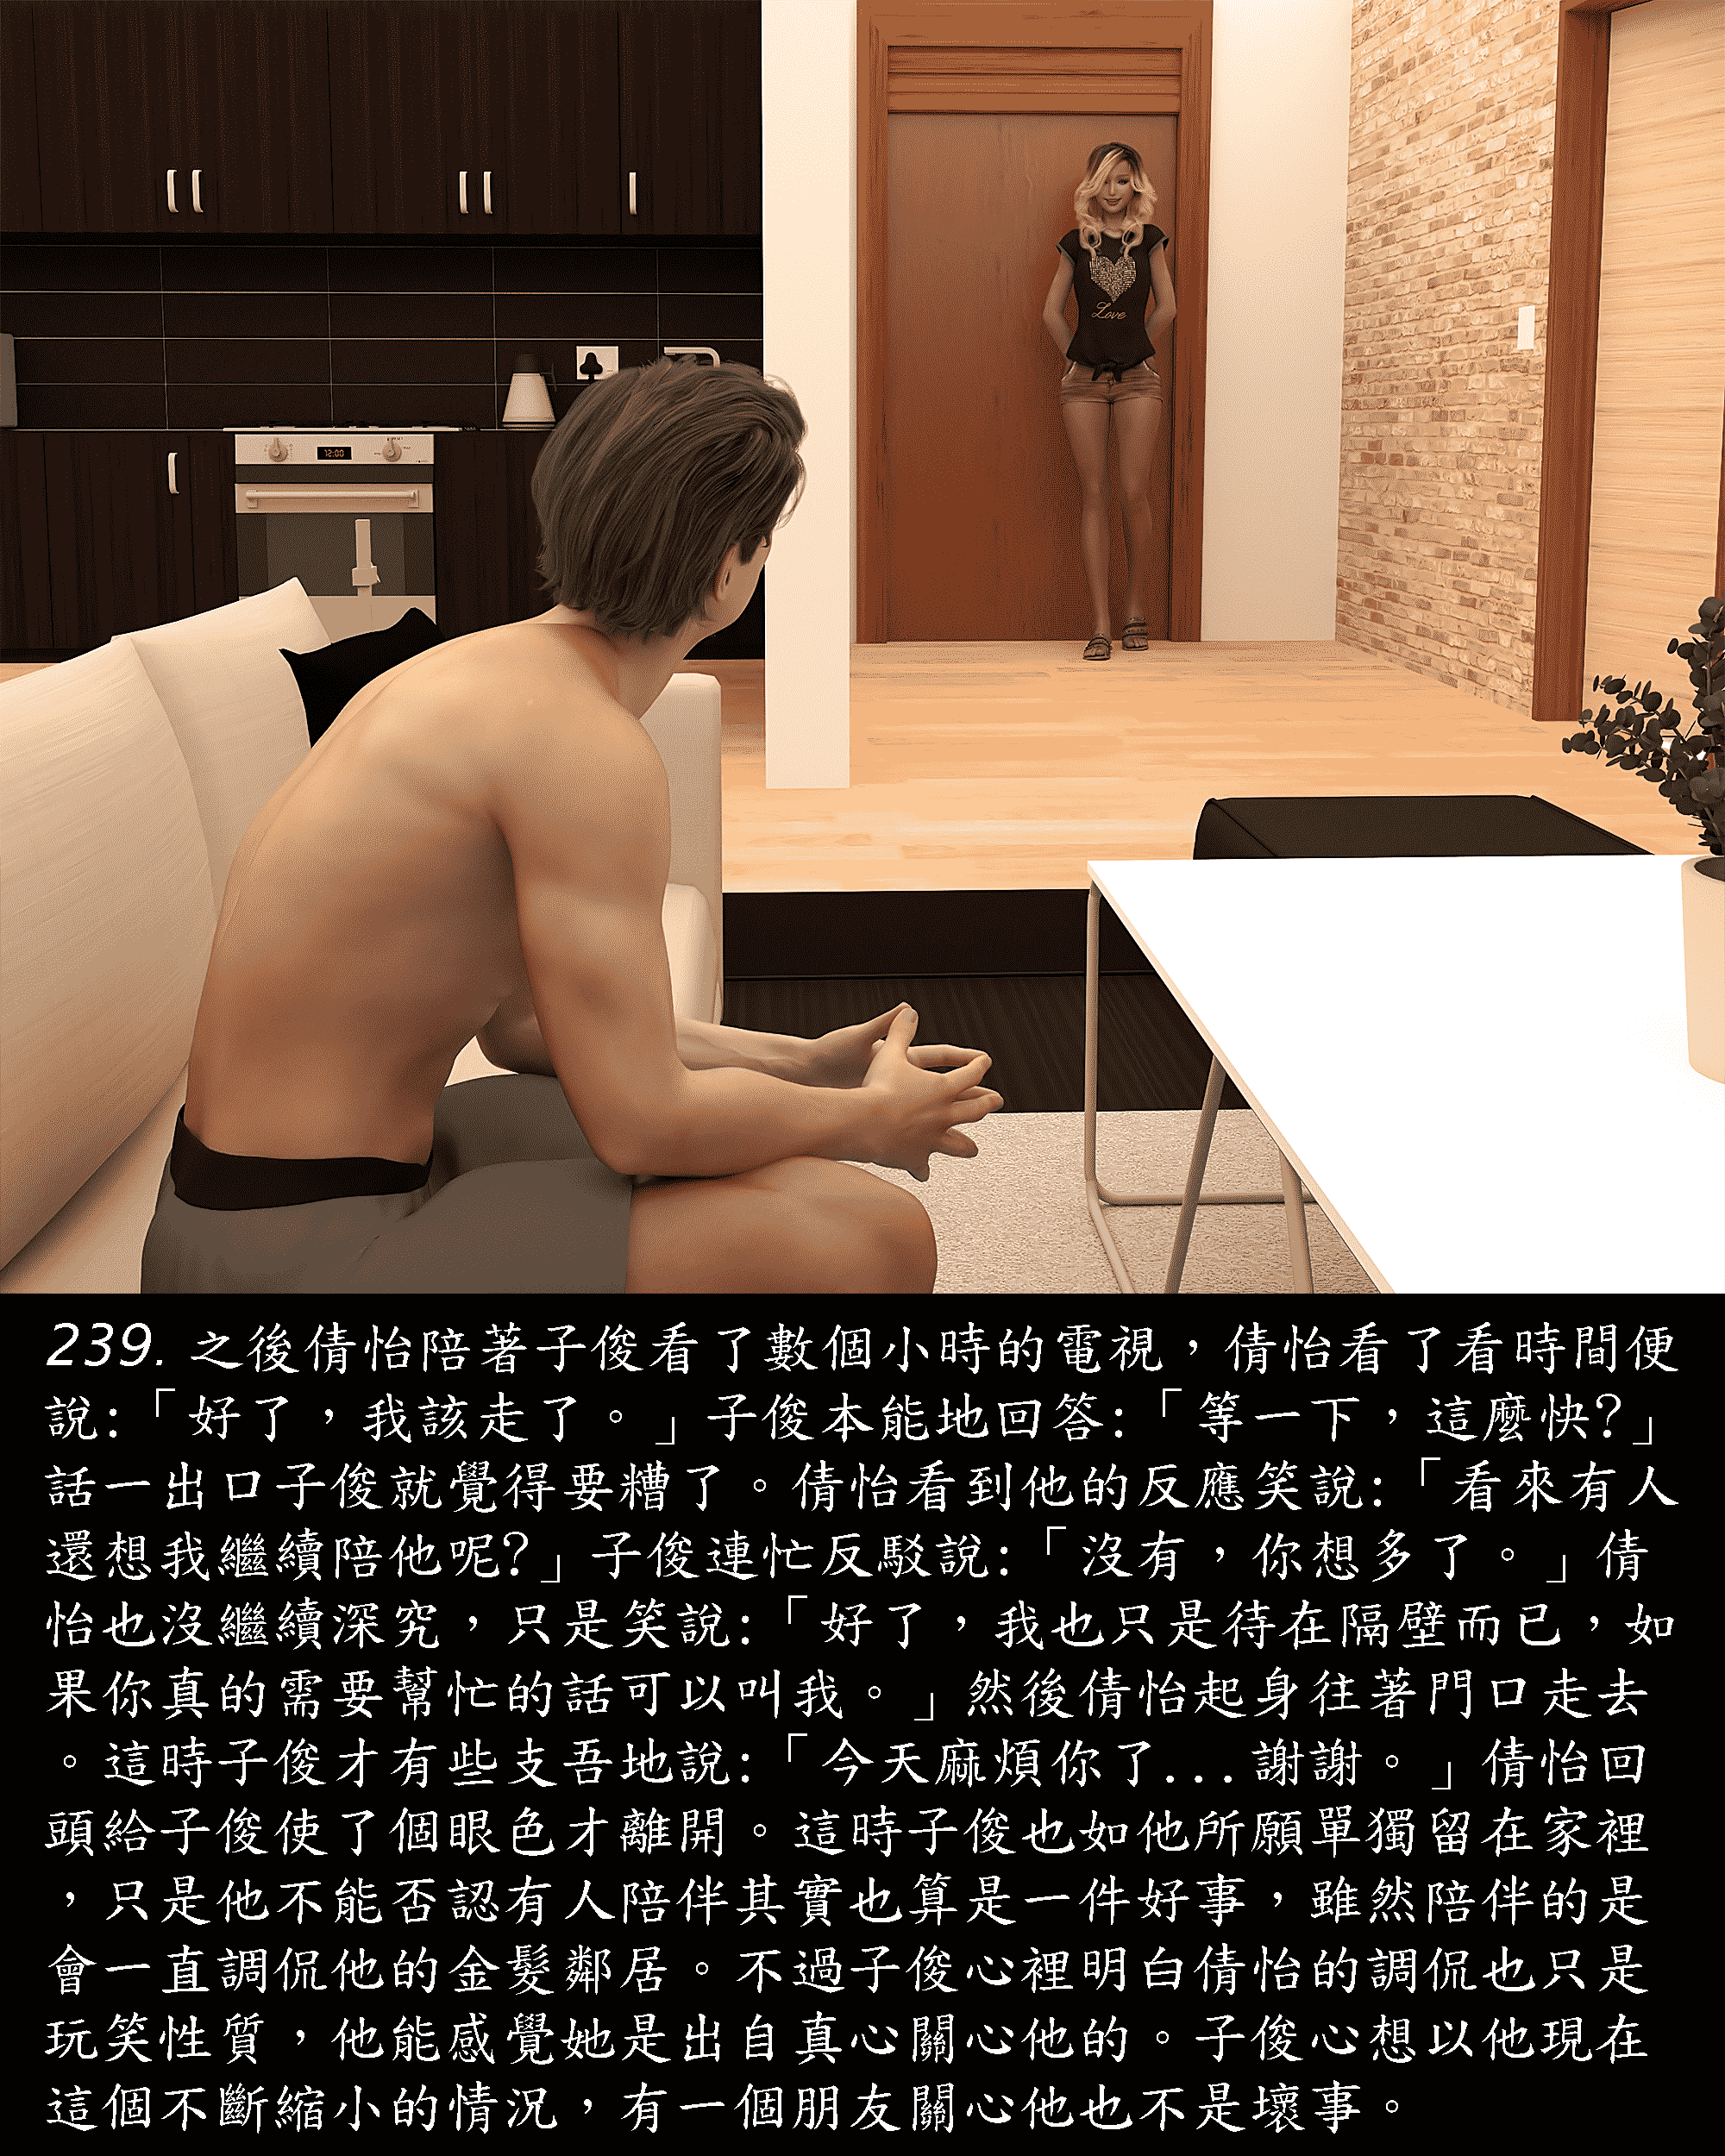 12:00
Love
239. 之後倩怡陪著子俊看了數個小時的電視，倩怡看了看時間便
說:「好了，我該走了。」子俊本能地回答:「等一下，這麼快?」
話一出口子俊就覺得要糟了。倩怡看到他的反應笑說:「看來有人
還想我繼續陪他呢?」子俊連忙反駁說:「沒有，你想多了。」倩
怡也沒繼續深究，只是笑說:「好了，我也只是待在隔壁而已，如
果你真的需要幫忙的話可以叫我。」然後倩怡起身往著門口走去
。這時子俊才有些支吾地說:「今天麻煩你了...謝謝。」倩怡回
頭給子俊使了個眼色才離開。這時子俊也如他所願單獨留在家裡
，只是他不能否認有人陪伴其實也算是一件好事，雖然陪伴的是
會一直調侃他的金髮鄰居。不過子俊心裡明白倩怡的調侃也只是
玩笑性質，他能感覺她是出自真心關心他的。子俊心想以他現在
這個不斷縮小的情況，有一個朋友關心他也不是壞事。